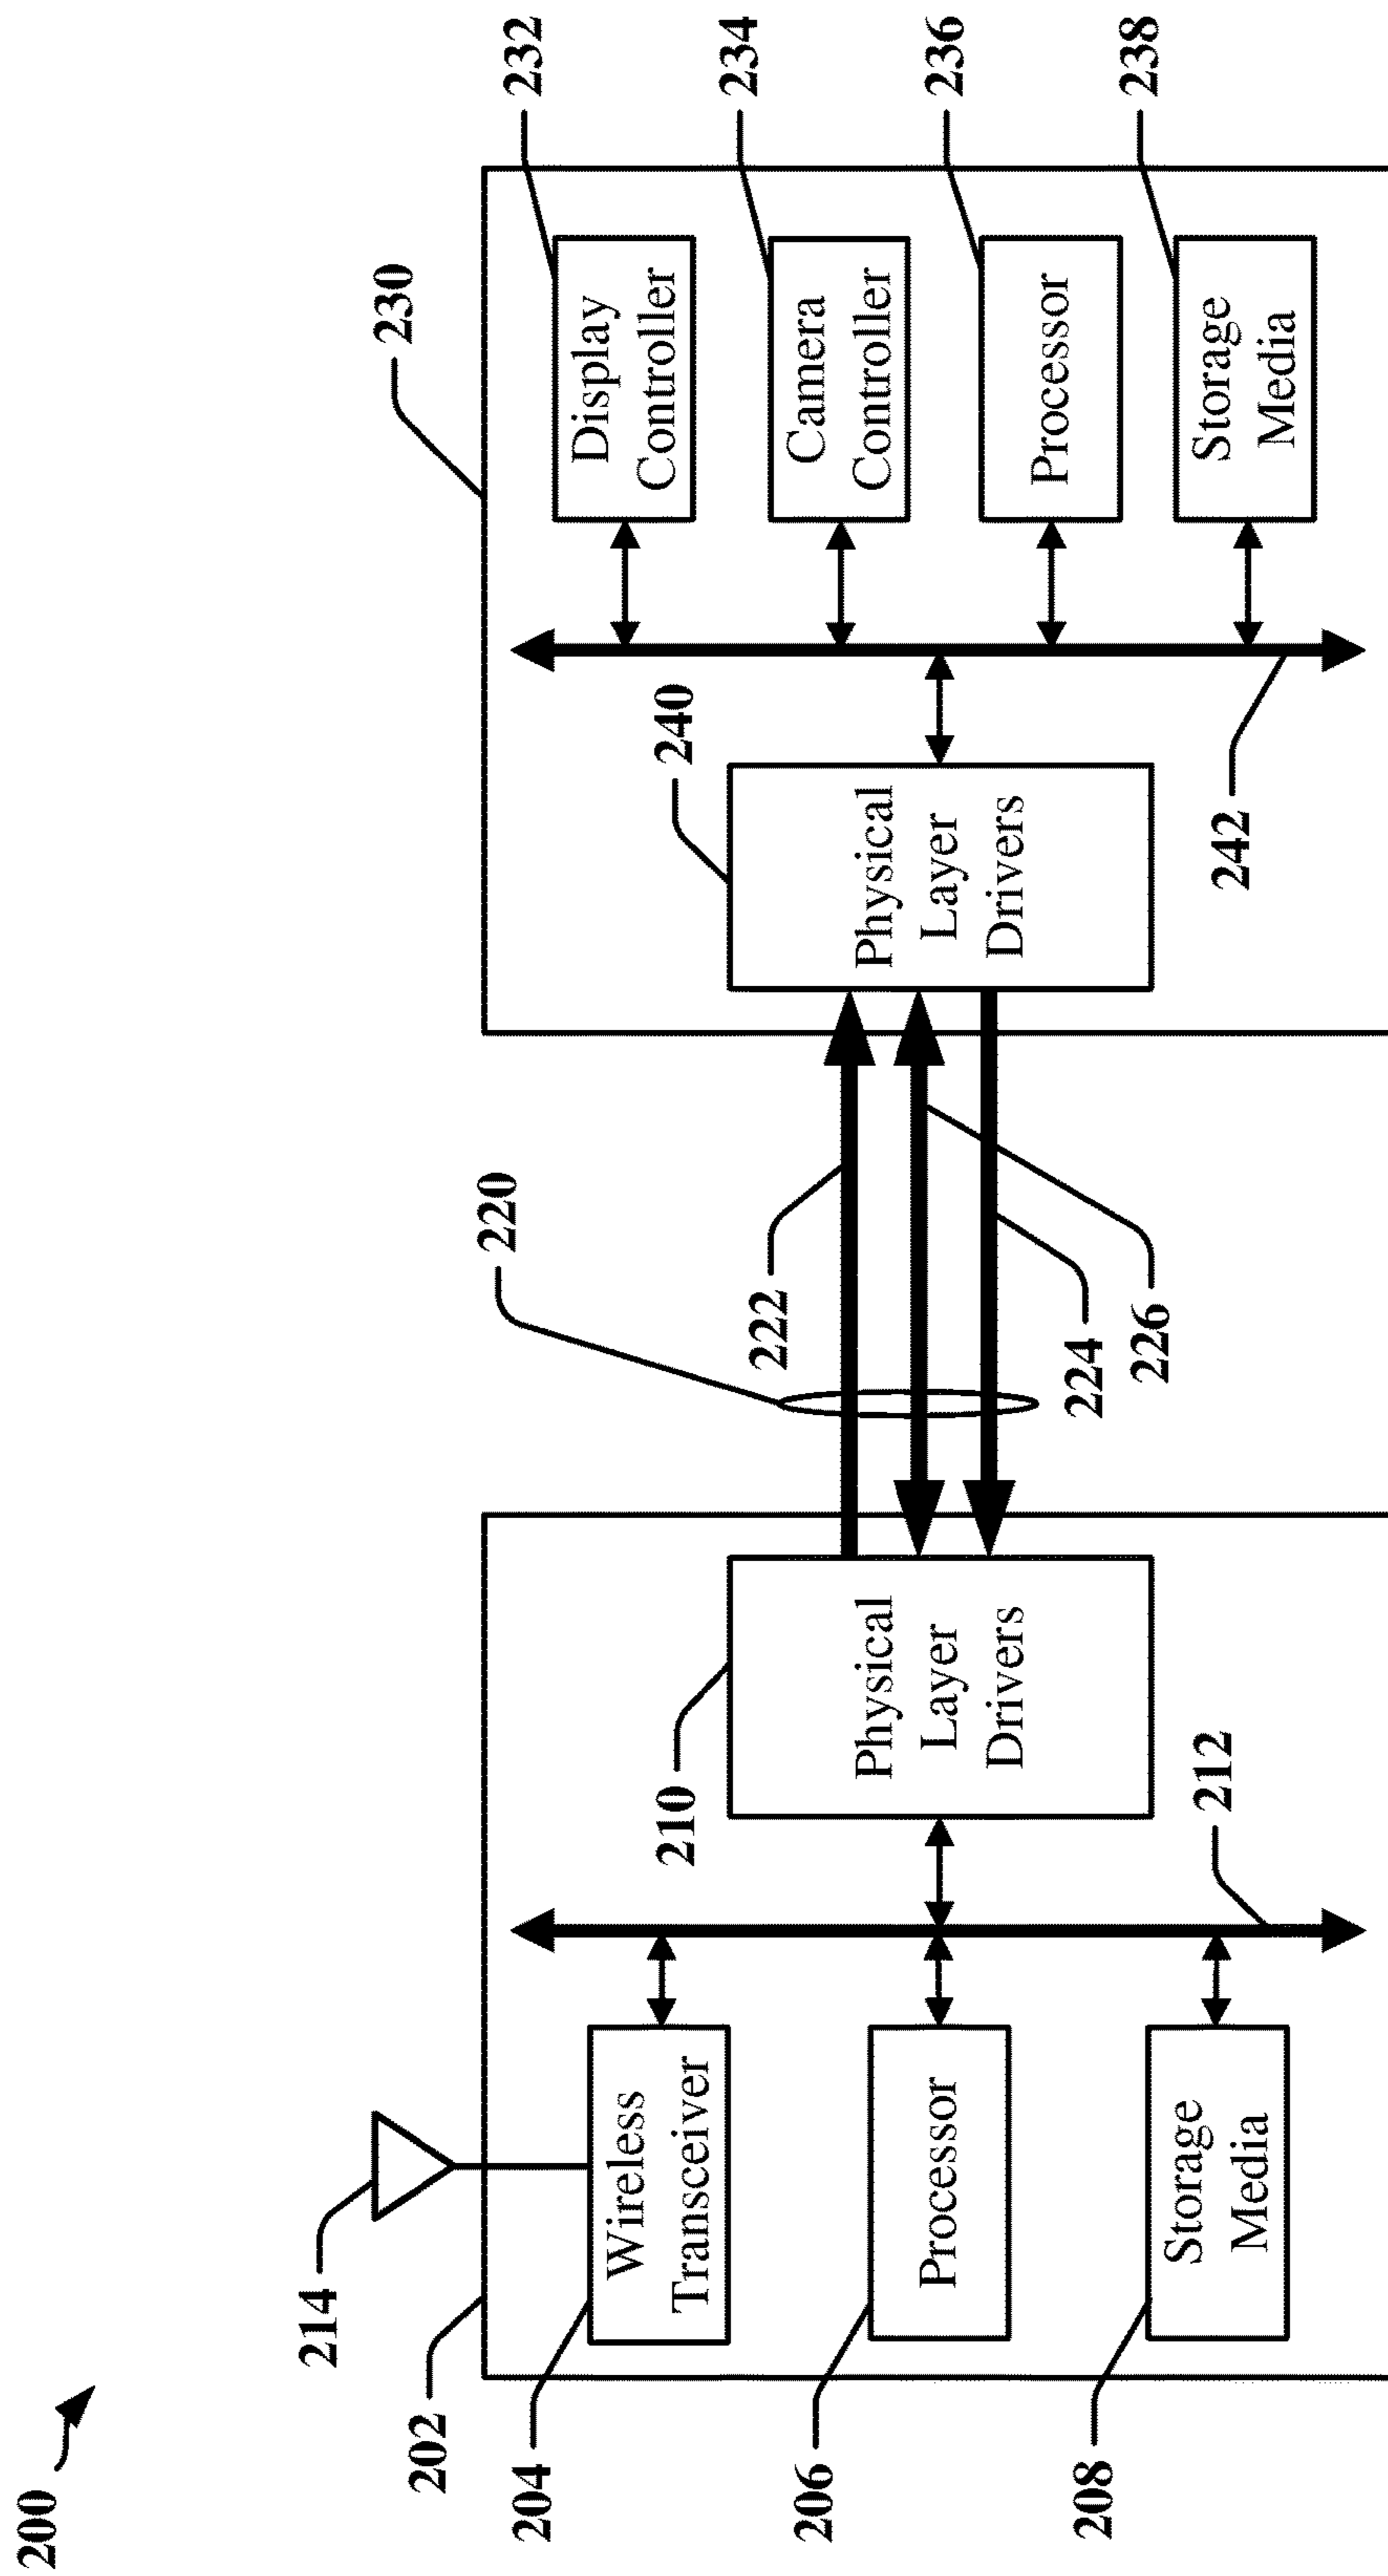 200
214
202
204
Wireless
Transceiver
206
Processor
208
Storage
Media
210
Physical
Layer
Drivers
212
220
222
224
226
230
240
Physical
Layer
Drivers
242
232
Display
Controller
234
Camera
Controller
236
Processor
238
Storage
Media